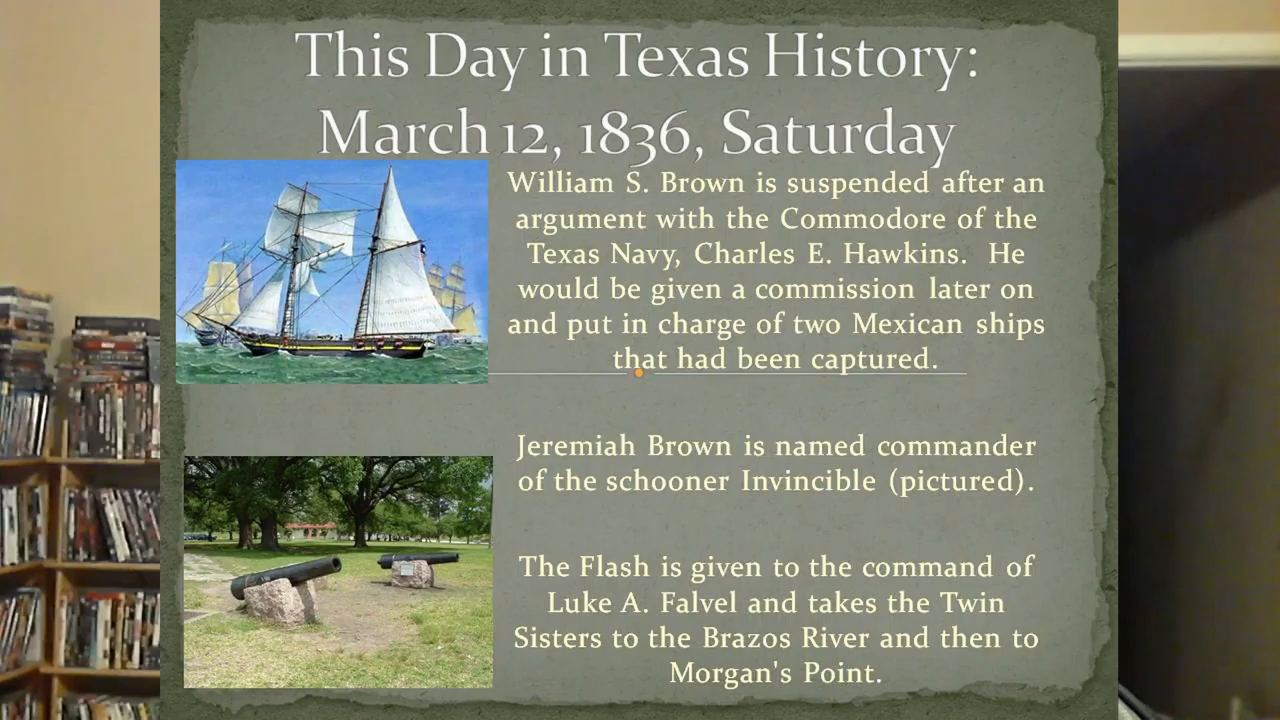 This Day in Texas History:
March 12, 1836, Saturday
William S. Brown is suspended after an
argument with the Commodore of the
Texas Navy, Charles E. Hawkins.  He
would be given a commission later on
and put in charge of two Mexican ships
that had been captured.
Jeremiah Brown is named commander
of the schooner Invincible (pictured).
The Flash is given to the command of
Luke A. Falvel and takes the Twin
Sisters to the Brazos River and then to
Morgan's Point.